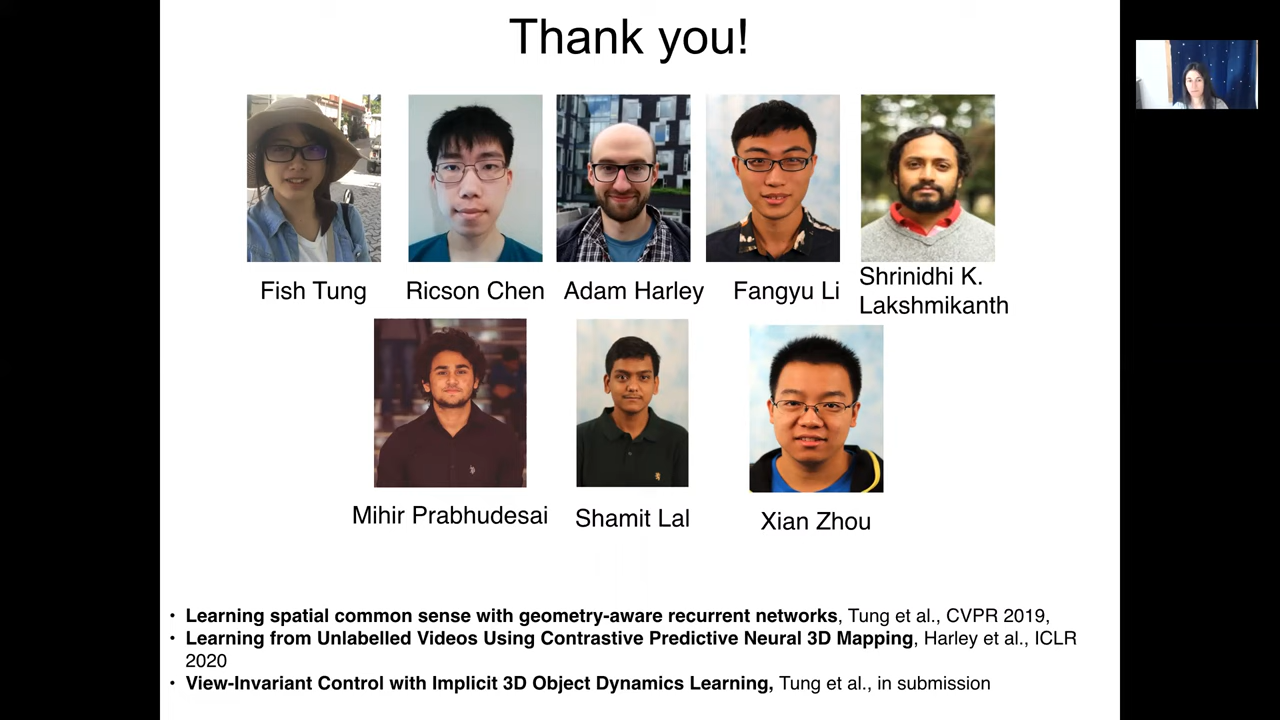 Thank you!
Fish Tung
Ricson Chen
Adam Harley
Fangyu Li
Shrinidhi K.
Lakshmikanth
Mihir Prabhudesai
Shamit Lal
Xian Zhou
• Learning spatial common sense with geometry-aware recurrent networks, Tung et al., CVPR 2019,
• Learning from Unlabelled Videos Using Contrastive Predictive Neural 3D Mapping, Harley et al., ICLR
2020
• View-Invariant Control with Implicit 3D Object Dynamics Learning, Tung et al., in submission